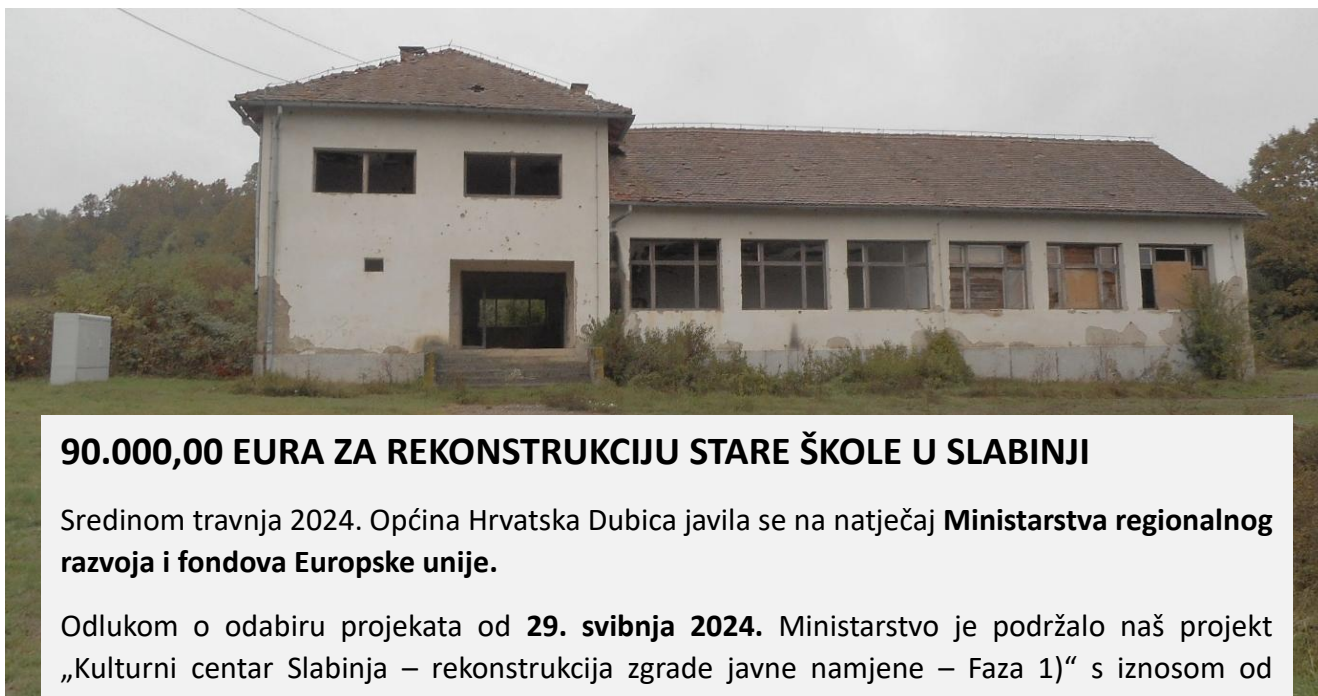 90.000,00 EURA ZA REKONSTRUKCIJU STARE ŠKOLE U SLABINJI
Sredinom travnja 2024. Općina Hrvatska Dubica javila se na natječaj Ministarstva regionalnog
razvoja i fondova Europske unije.
Odlukom o odabiru projekata od 29. svibnja 2024. Ministarstvo je podržalo naš projekt
„Kulturni centar Slabinja – rekonstrukcija zgrade javne namjene – Faza 1)“ s iznosom od